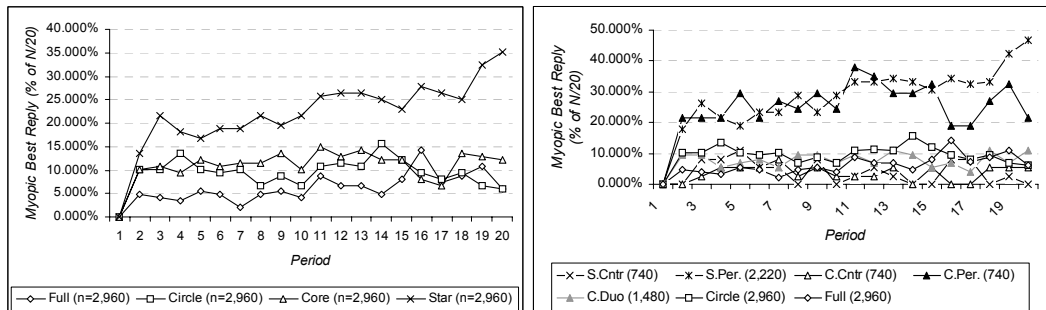 40.000%
35.000%
30.000%
25.000%
20.000%
15.000%
10.000%
5.000%
0.000%
Myopic Best Reply (% of N/20)
1 2 3 4 5 6 7 8 9 10 11 12 13 14 15 16 17 18 19 20
Period
Full (n=2,960) Circle (n=2,960) Core (n=2,960) Star (n=2,960)
50.000%
40.000%
30.000%
20.000%
10.000%
0.000%
Myopic Best Reply
(% of N/20)
1 3 5 7 9 11 13 15 17 19
Period
S.Cntr (740) S.Per. (2,220) C.Cntr (740) C.Per. (740)
C.Duo (1,480) Circle (2,960) Full (2,960)